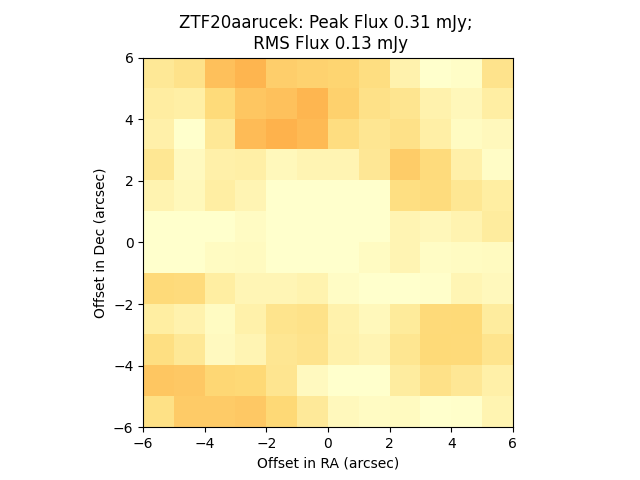 ZTF20aarucek: Peak Flux 0.31 mJy;
RMS Flux 0.13 mJy
6
4
2
0
−2
−4
−6
Offset in Dec (arcsec)
−6 −4 −2 0 2 4 6
Offset in RA (arcsec)